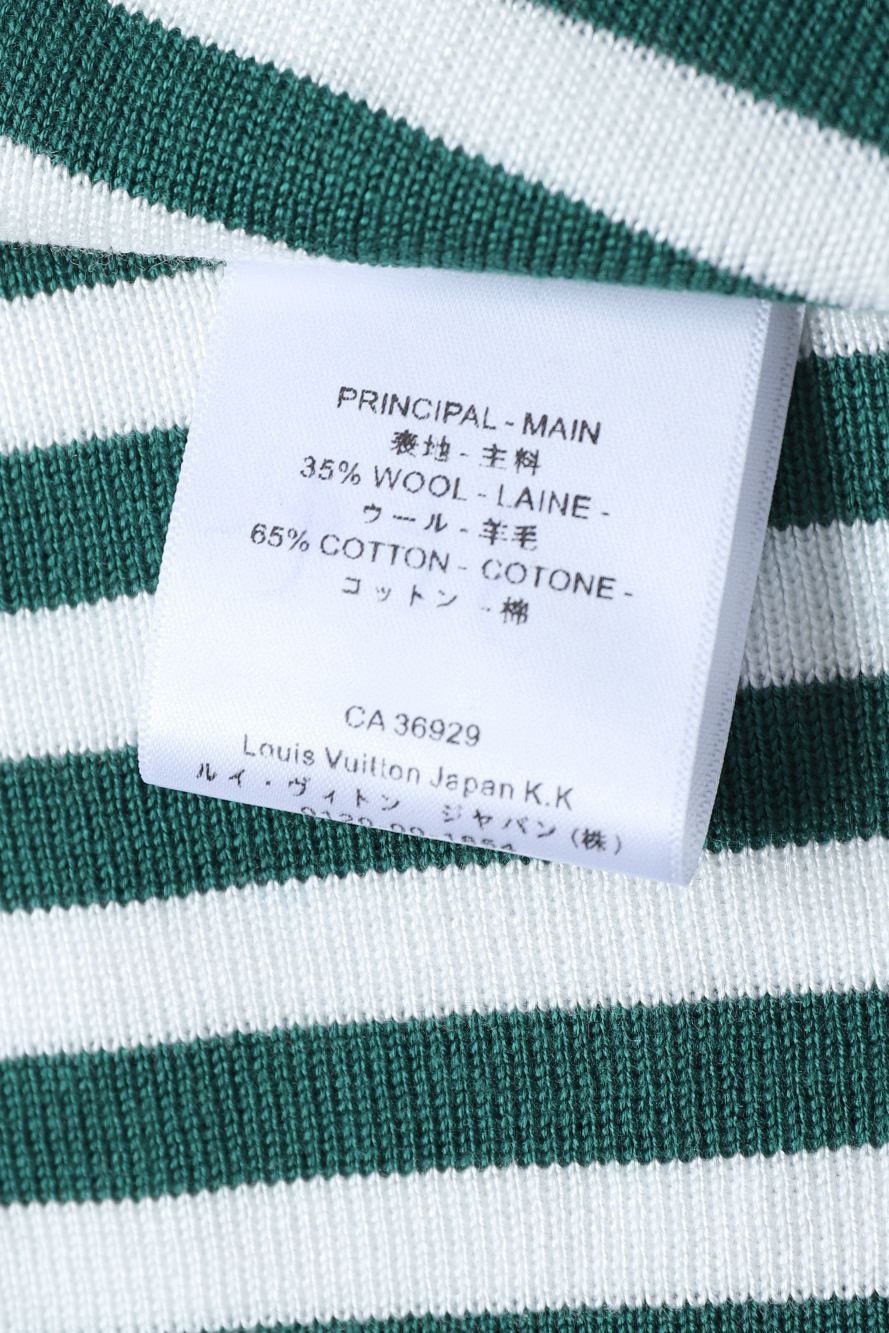 PRINCIPAL - MAIN
表地 - 主料
35% WOOL - LAINE -
ウール - 羊毛
65% COTTON - COTONE -
コットン - 棉
CA 36929
Louis Vuitton Japan K.K
ルイ・ヴィトン ジャパン (株)